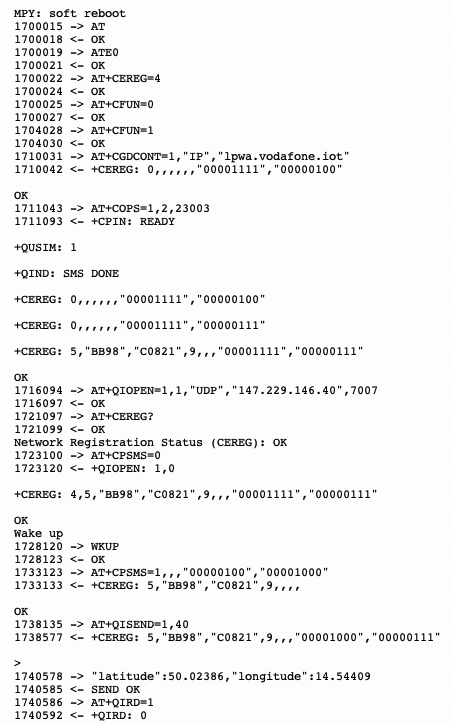 MPY: soft reboot
1700015 -> AT
1700018 <- OK
1700019 -> ATE0
1700021 <- OK
1700022 -> AT+CEREG=4
1700024 <- OK
1700025 -> AT+CFUN=0
1700027 <- OK
1704028 -> AT+CFUN=1
1704030 <- OK
1710031 -> AT+CGDCONT=1,"IP","lpwa.vodafone.iot"
1710042 <- +CEREG: 0,,,,,,"00001111","00000100"
OK
1711043 -> AT+COPS=1,2,23003
1711093 <- +CPIN: READY
+QUSIM: 1
+QIND: SMS DONE
+CEREG: 0,,,,,,"00001111","00000100"
+CEREG: 0,,,,,,"00001111","00000111"
+CEREG: 5,"BB98","C0821",9,,,"00001111","00000111"
OK
1716094 -> AT+QIOPEN=1,1,"UDP","147.229.146.40",7007
1716097 <- OK
1721097 -> AT+CEREG?
1721099 <- OK
Network Registration Status (CEREG): OK
1723100 -> AT+CPSMS=0
1723120 <- +QIOPEN: 1,0
+CEREG: 4,5,"BB98","C0821",9,,,"00001111","00000111"
OK
Wake up
1728120 -> WKUP
1728123 <- OK
1733123 -> AT+CPSMS=1,,,"00000100","00001000"
1733133 <- +CEREG: 5,"BB98","C0821",9,,,,
OK
1738135 -> AT+QISEND=1,40
1738577 <- +CEREG: 5,"BB98","C0821",9,,,"00001000","00000111"
>
1740578 -> "latitude":50.02386,"longitude":14.54409
1740585 <- SEND OK
1740586 -> AT+QIRD=1
1740592 <- +QIRD: 0